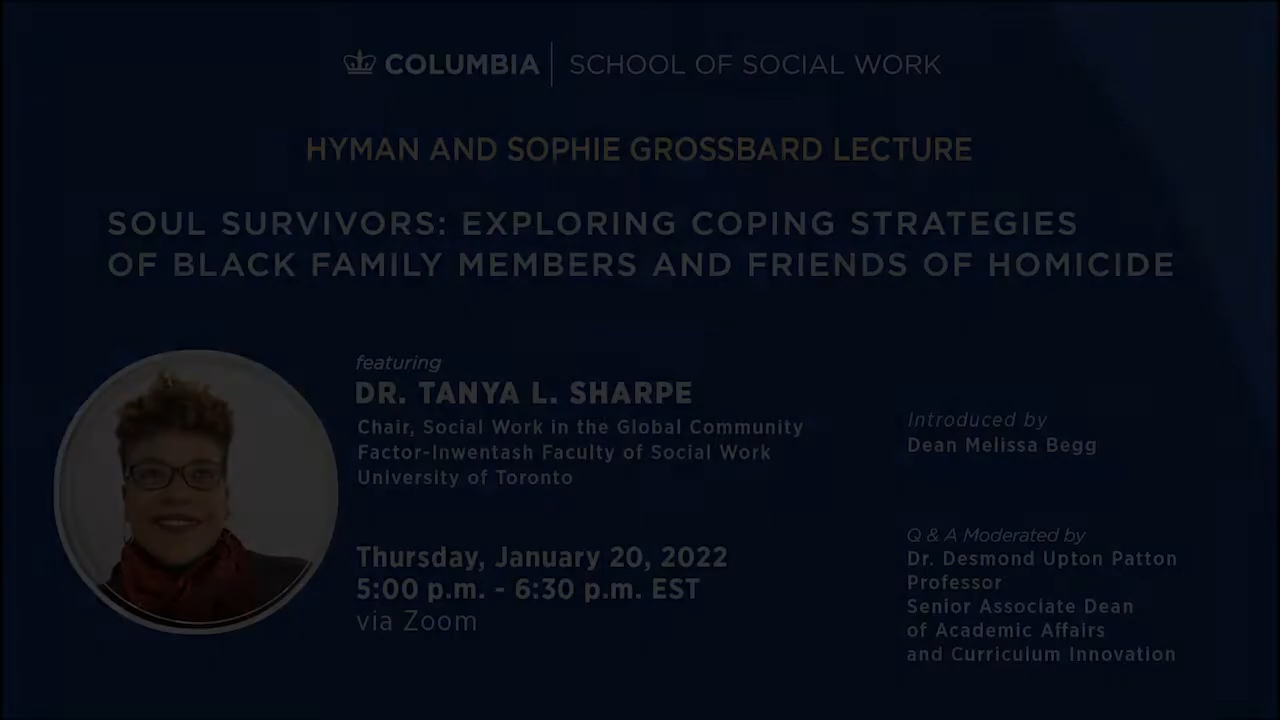 COLUMBIA | SCHOOL OF SOCIAL WORK
HYMAN AND SOPHIE GROSSBARD LECTURE
SOUL SURVIVORS: EXPLORING COPING STRATEGIES
OF BLACK FAMILY MEMBERS AND FRIENDS OF HOMICIDE
featuring
DR. TANYA L. SHARPE
Chair, Social Work in the Global Community
Factor-Inwentash Faculty of Social Work
University of Toronto
Thursday, January 20, 2022
5:00 p.m. - 6:30 p.m. EST
via Zoom
Introduced by
Dean Melissa Begg
Q & A Moderated by
Dr. Desmond Upton Patton
Professor
Senior Associate Dean
of Academic Affairs
and Curriculum Innovation